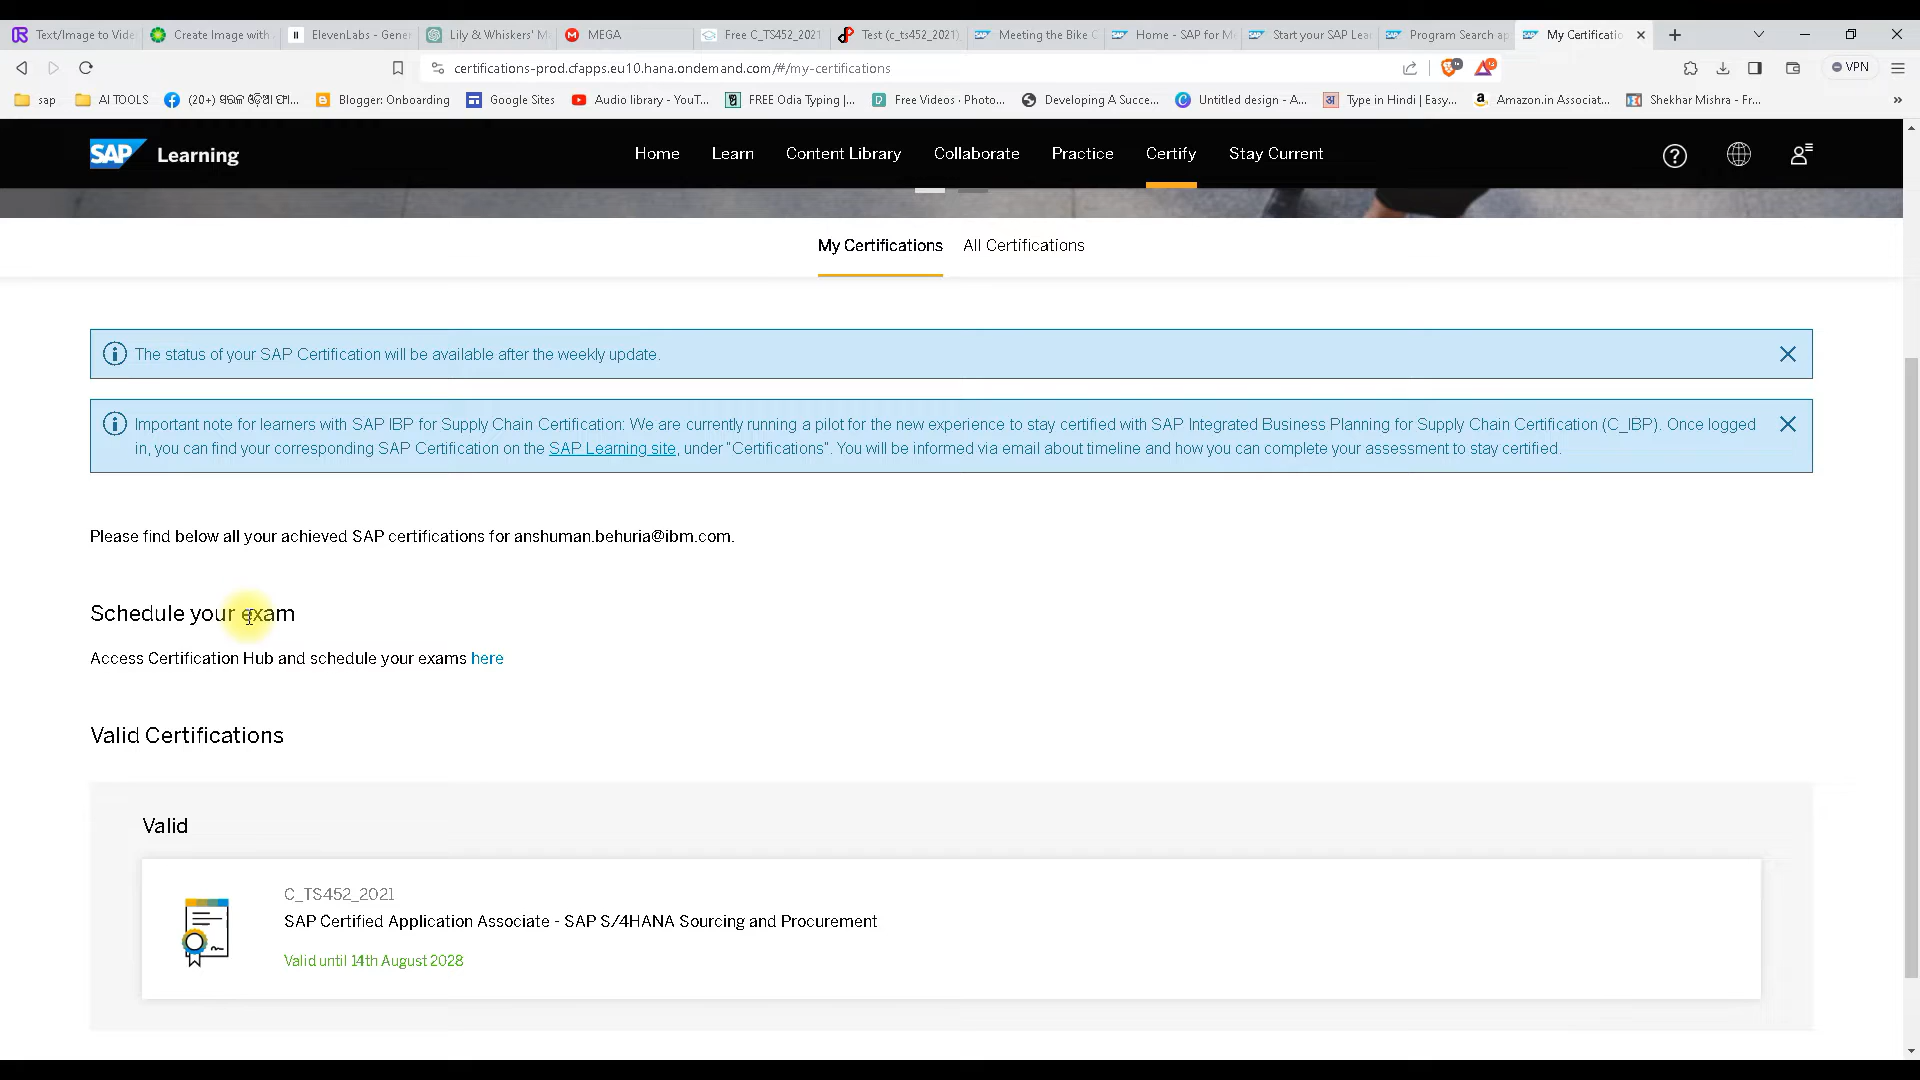 Text/Image to Vide
Create Image with
ElevenLabs - Gener
Lily & Whiskers' M
MEGA
Free C_TS452_2021
Test (c_ts452_2021)
Meeting the Bike C
Home - SAP for M
Start your SAP Lea
Program Search ap
My Certificatio
certifications-prod.cfapps.eu10.hana.ondemand.com/#/my-certifications
VPN
sap
AI TOOLS
Blogger: Onboarding
Google Sites
Audio library - YouT...
FREE Odia Typing |...
Free Videos · Photo...
Developing A Succe...
Untitled design - A...
Type in Hindi | Easy...
Amazon.in Associat...
Shekhar Mishra - Fr...
SAP Learning
Home
Learn
Content Library
Collaborate
Practice
Certify
Stay Current
My Certifications
All Certifications
The status of your SAP Certification will be available after the weekly update.
Important note for learners with SAP IBP for Supply Chain Certification: We are currently running a pilot for the new experience to stay certified with SAP Integrated Business Planning for Supply Chain Certification (C_IBP). Once logged
in, you can find your corresponding SAP Certification on the SAP Learning site, under "Certifications". You will be informed via email about timeline and how you can complete your assessment to stay certified.
Please find below all your achieved SAP certifications for anshuman.behuria@ibm.com.
Schedule your exam
Access Certification Hub and schedule your exams here
Valid Certifications
Valid
C_TS452_2021
SAP Certified Application Associate - SAP S/4HANA Sourcing and Procurement
Valid until 14th August 2028